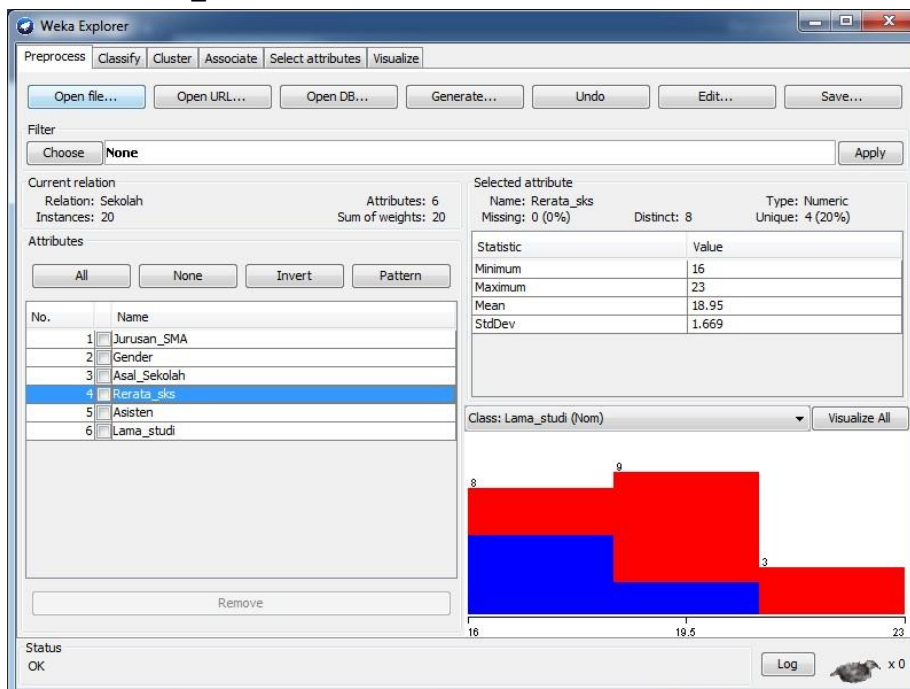 Weka Explorer
Preprocess Classify Cluster Associate Select attributes Visualize
Open file... Open URL... Open DB... Generate... Undo Edit... Save...
Filter
Choose None Apply
Current relation
Relation: Sekolah Attributes: 6
Instances: 20 Sum of weights: 20
Attributes
All None Invert Pattern
No. Name
1 Jurusan_SMA
2 Gender
3 Asal_Sekolah
4 Rerata_sks
5 Asisten
6 Lama_studi
Remove
Selected attribute
Name: Rerata_sks Type: Numeric
Missing: 0 (0%) Distinct: 8 Unique: 4 (20%)
Statistic Value
Minimum 16
Maximum 23
Mean 18.95
StdDev 1.669
Class: Lama_studi (Nom) Visualize All
8
9
3
16 19.5 23
Status
OK Log x 0